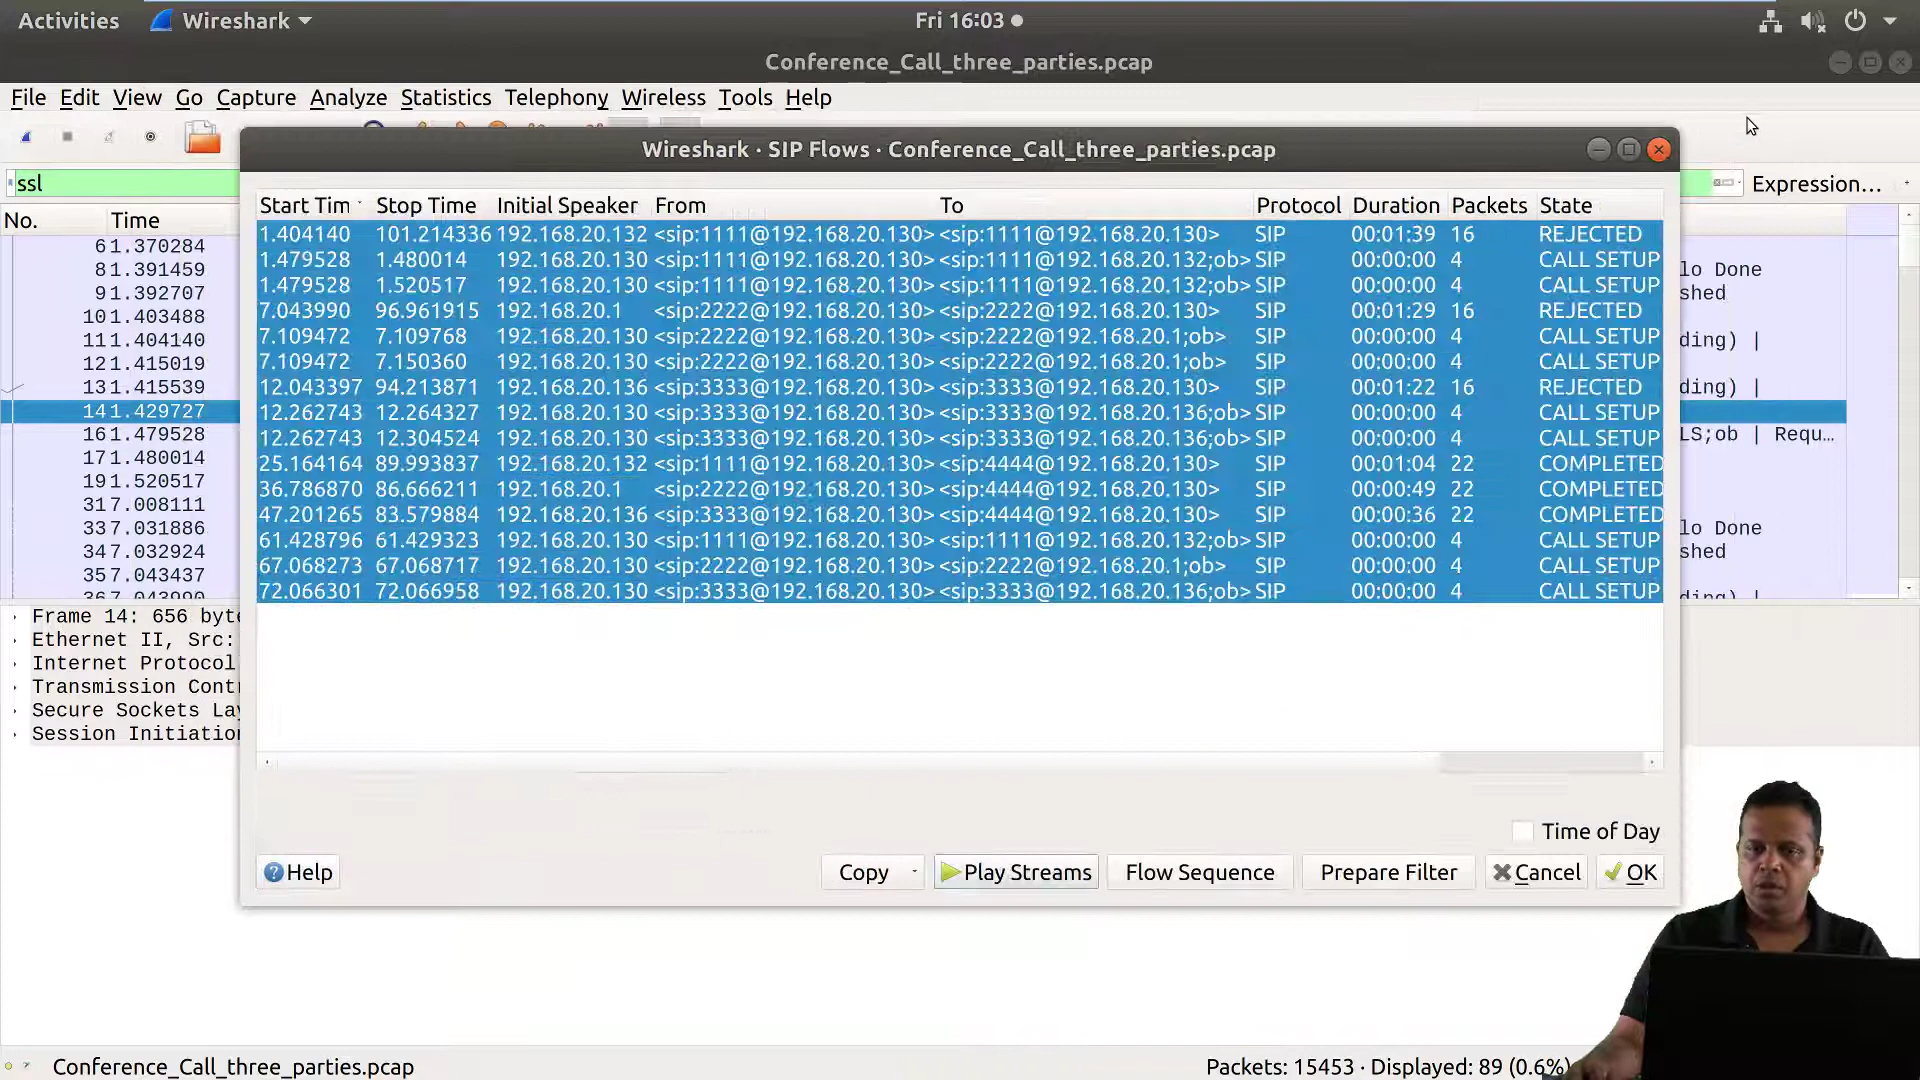 Activities Wireshark Fri 16:03
Conference_Call_three_parties.pcap
File Edit View Go Capture Analyze Statistics Telephony Wireless Tools Help
Wireshark · SIP Flows · Conference_Call_three_parties.pcap
ssl Expression…
No. Time
6 1.370284
8 1.391459 lo Done
9 1.392707 shed
10 1.403488
11 1.404140 ding) |
12 1.415019
13 1.415539 ding) |
14 1.429727
16 1.479528 LS;ob | Requ…
17 1.480014
19 1.520517
31 7.008111
33 7.031886 lo Done
34 7.032924 shed
35 7.043437
36 7.043990 ding) |
Start Tim Stop Time Initial Speaker From To Protocol Duration Packets State
1.404140 101.214336 192.168.20.132 <sip:1111@192.168.20.130> <sip:1111@192.168.20.130> SIP 00:01:39 16 REJECTED
1.479528 1.480014 192.168.20.130 <sip:1111@192.168.20.130> <sip:1111@192.168.20.132;ob> SIP 00:00:00 4 CALL SETUP
1.479528 1.520517 192.168.20.130 <sip:1111@192.168.20.130> <sip:1111@192.168.20.132;ob> SIP 00:00:00 4 CALL SETUP
7.043990 96.961915 192.168.20.1 <sip:2222@192.168.20.130> <sip:2222@192.168.20.130> SIP 00:01:29 16 REJECTED
7.109472 7.109768 192.168.20.130 <sip:2222@192.168.20.130> <sip:2222@192.168.20.1;ob> SIP 00:00:00 4 CALL SETUP
7.109472 7.150360 192.168.20.130 <sip:2222@192.168.20.130> <sip:2222@192.168.20.1;ob> SIP 00:00:00 4 CALL SETUP
12.043397 94.213871 192.168.20.136 <sip:3333@192.168.20.130> <sip:3333@192.168.20.130> SIP 00:01:22 16 REJECTED
12.262743 12.264327 192.168.20.130 <sip:3333@192.168.20.130> <sip:3333@192.168.20.136;ob> SIP 00:00:00 4 CALL SETUP
12.262743 12.304524 192.168.20.130 <sip:3333@192.168.20.130> <sip:3333@192.168.20.136;ob> SIP 00:00:00 4 CALL SETUP
25.164164 89.993837 192.168.20.132 <sip:1111@192.168.20.130> <sip:4444@192.168.20.130> SIP 00:01:04 22 COMPLETED
36.786870 86.666211 192.168.20.1 <sip:2222@192.168.20.130> <sip:4444@192.168.20.130> SIP 00:00:49 22 COMPLETED
47.201265 83.579884 192.168.20.136 <sip:3333@192.168.20.130> <sip:4444@192.168.20.130> SIP 00:00:36 22 COMPLETED
61.428796 61.429323 192.168.20.130 <sip:1111@192.168.20.130> <sip:1111@192.168.20.132;ob> SIP 00:00:00 4 CALL SETUP
67.068273 67.068717 192.168.20.130 <sip:2222@192.168.20.130> <sip:2222@192.168.20.1;ob> SIP 00:00:00 4 CALL SETUP
72.066301 72.066958 192.168.20.130 <sip:3333@192.168.20.130> <sip:3333@192.168.20.136;ob> SIP 00:00:00 4 CALL SETUP
Frame 14: 656 byte
Ethernet II, Src:
Internet Protocol
Transmission Cont
Secure Sockets La
Session Initiation
Time of Day
Help Copy Play Streams Flow Sequence Prepare Filter Cancel OK
Conference_Call_three_parties.pcap Packets: 15453 · Displayed: 89 (0.6%)